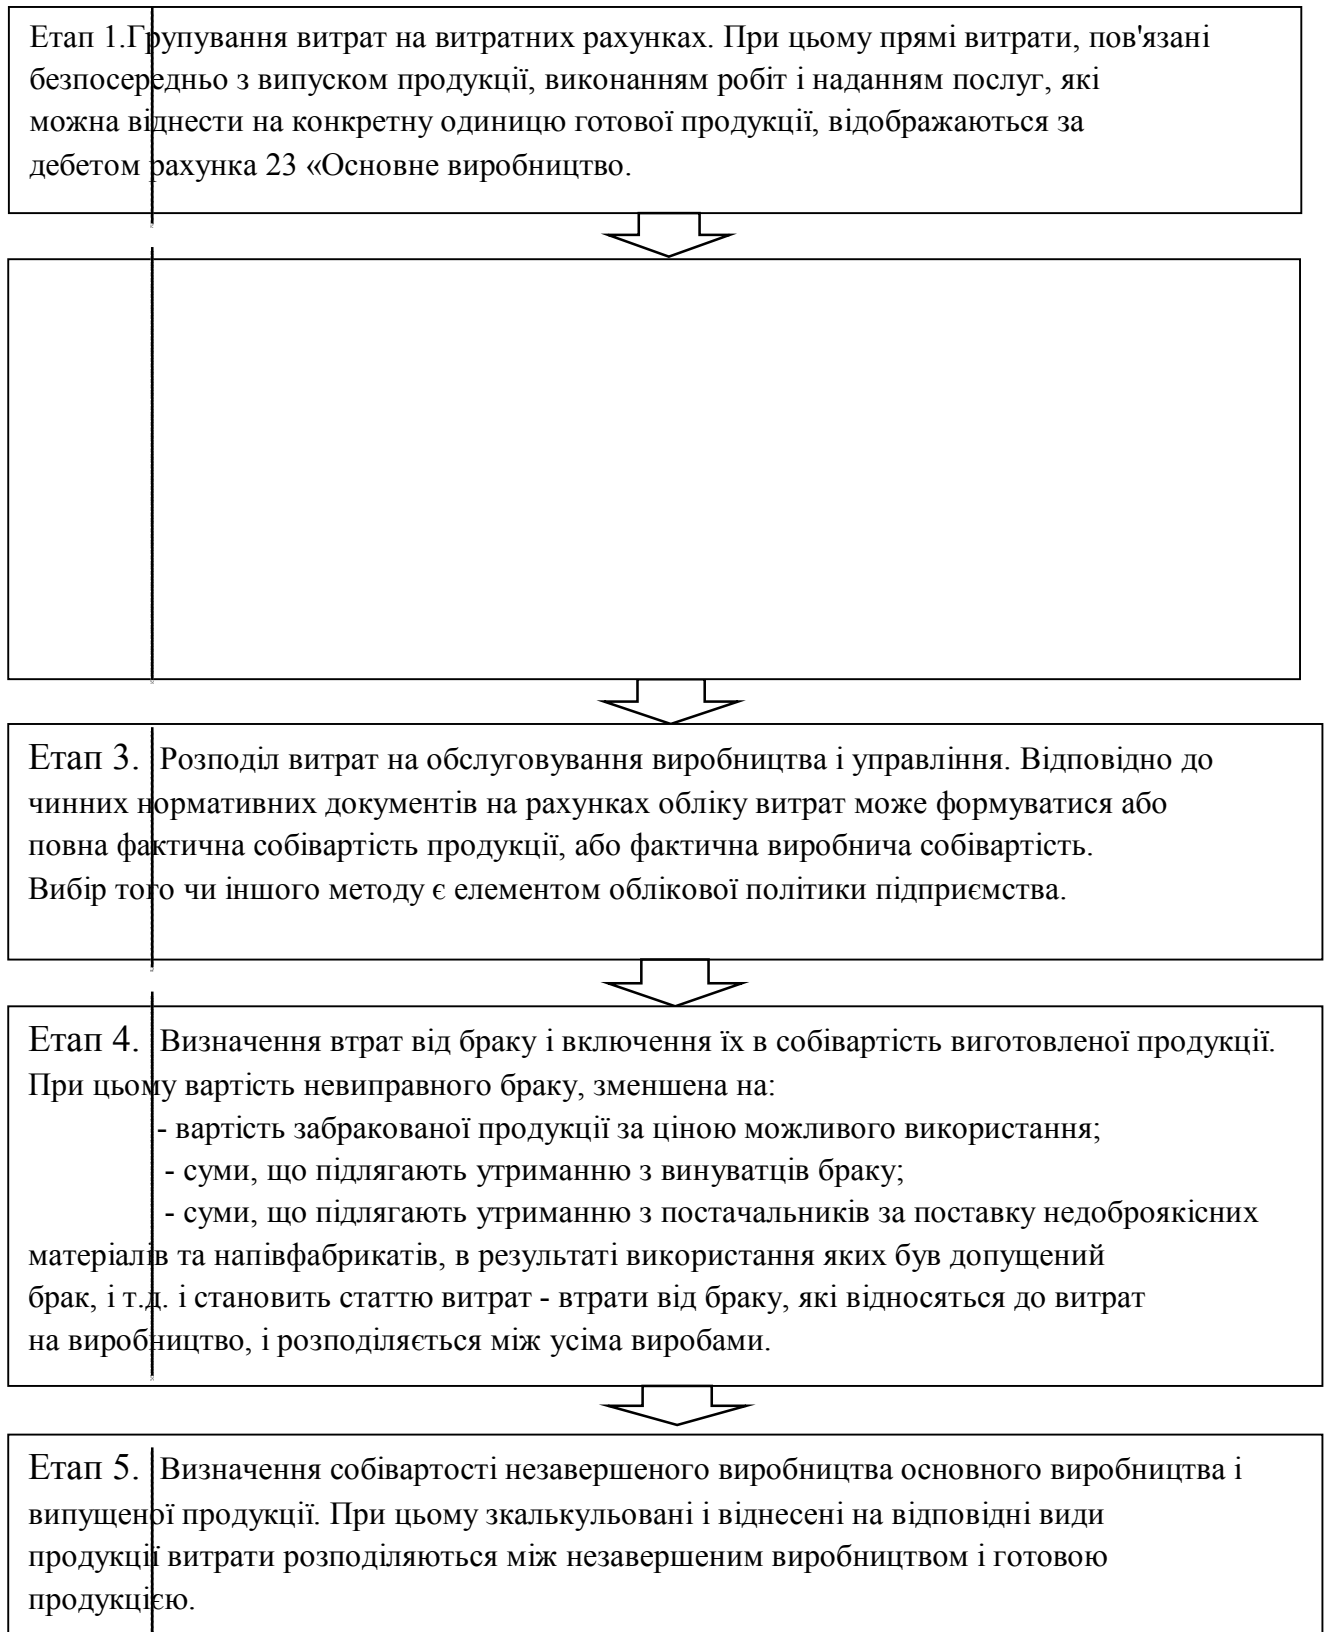 Етап 1.Групування витрат на витратних рахунках. При цьому прямі витрати, пов'язані
безпосередньо з випуском продукції, виконанням робіт і наданням послуг, які
можна віднести на конкретну одиницю готової продукції, відображаються за
дебетом рахунка 23 «Основне виробництво.
Етап 3. Розподіл витрат на обслуговування виробництва і управління. Відповідно до
чинних нормативних документів на рахунках обліку витрат може формуватися або
повна фактична собівартість продукції, або фактична виробнича собівартість.
Вибір того чи іншого методу є елементом облікової політики підприємства.
Етап 4. Визначення втрат від браку і включення їх в собівартість виготовленої продукції.
При цьому вартість невиправного браку, зменшена на:
- вартість забракованої продукції за ціною можливого використання;
- суми, що підлягають утриманню з винуватців браку;
- суми, що підлягають утриманню з постачальників за поставку недоброякісних
матеріалів та напівфабрикатів, в результаті використання яких був допущений
брак, і т.д. і становить статтю витрат - втрати від браку, які відносяться до витрат
на виробництво, і розподіляється між усіма виробами.
Етап 5. Визначення собівартості незавершеного виробництва основного виробництва і
випущеної продукції. При цьому зкалькульовані і віднесені на відповідні види
продукції витрати розподіляються між незавершеним виробництвом і готовою
продукцією.